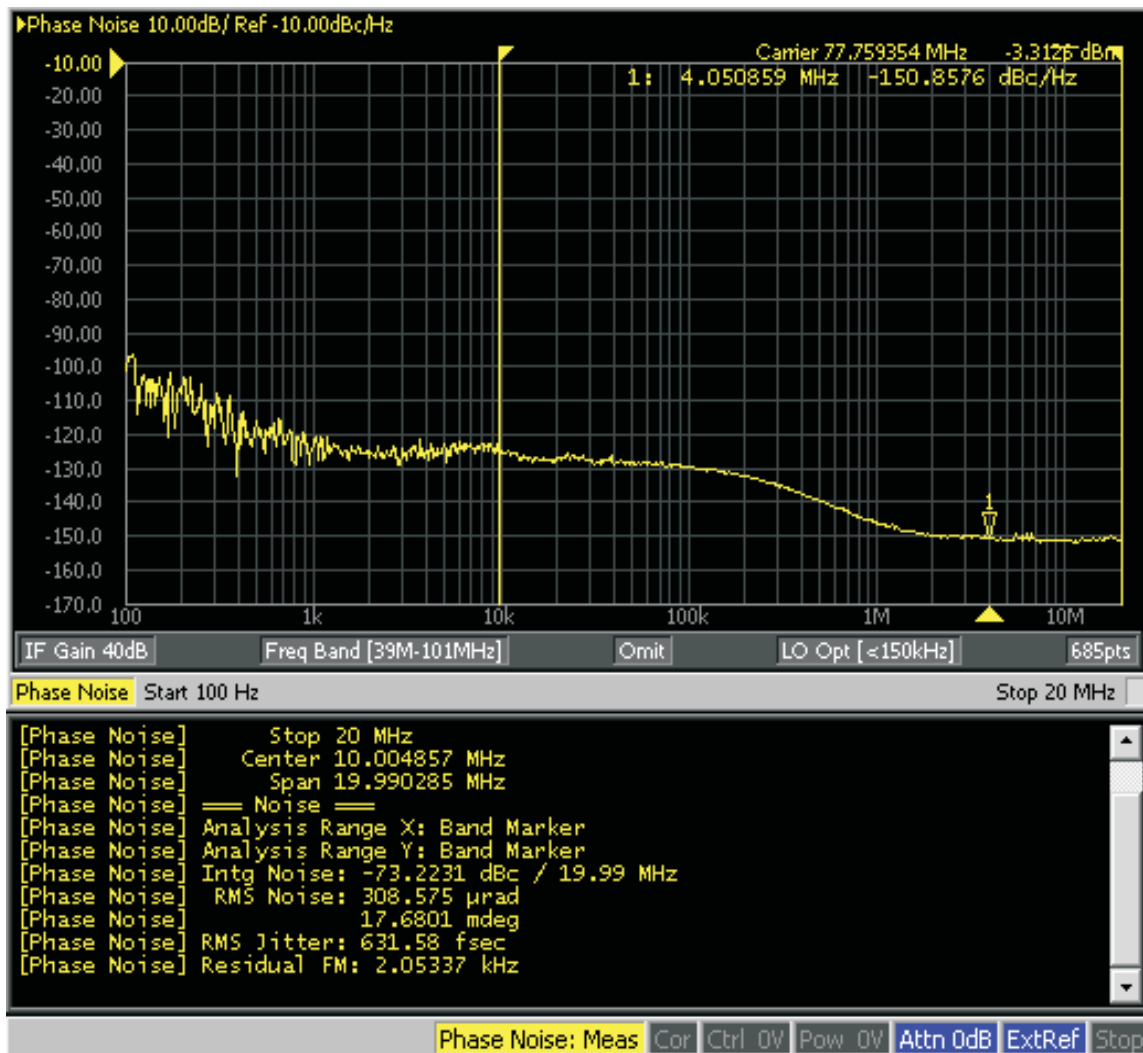 Phase Noise 10.00dB/ Ref -10.00dBc/Hz
Carrier 77.759354 MHz -3.3126 dBm
1: 4.050859 MHz -150.8576 dBc/Hz
-10.00
-20.00
-30.00
-40.00
-50.00
-60.00
-70.00
-80.00
-90.00
-100.0
-110.0
-120.0
-130.0
-140.0
1
-150.0
-160.0
-170.0
100 1k 10k 100k 1M 10M
IF Gain 40dB Freq Band [39M-101MHz] Omit LO Opt [<150kHz] 685pts
Phase Noise Start 100 Hz Stop 20 MHz
[Phase Noise] Stop 20 MHz
[Phase Noise] Center 10.004857 MHz
[Phase Noise] Span 19.990285 MHz
[Phase Noise] === Noise ===
[Phase Noise] Analysis Range X: Band Marker
[Phase Noise] Analysis Range Y: Band Marker
[Phase Noise] Intg Noise: -73.2231 dBc / 19.99 MHz
[Phase Noise] RMS Noise: 308.575 µrad
[Phase Noise] 17.6801 mdeg
[Phase Noise] RMS Jitter: 631.58 fsec
[Phase Noise] Residual FM: 2.05337 kHz
Phase Noise: Meas Cor Ctrl 0V Pow 0V Attn 0dB ExtRef Stop